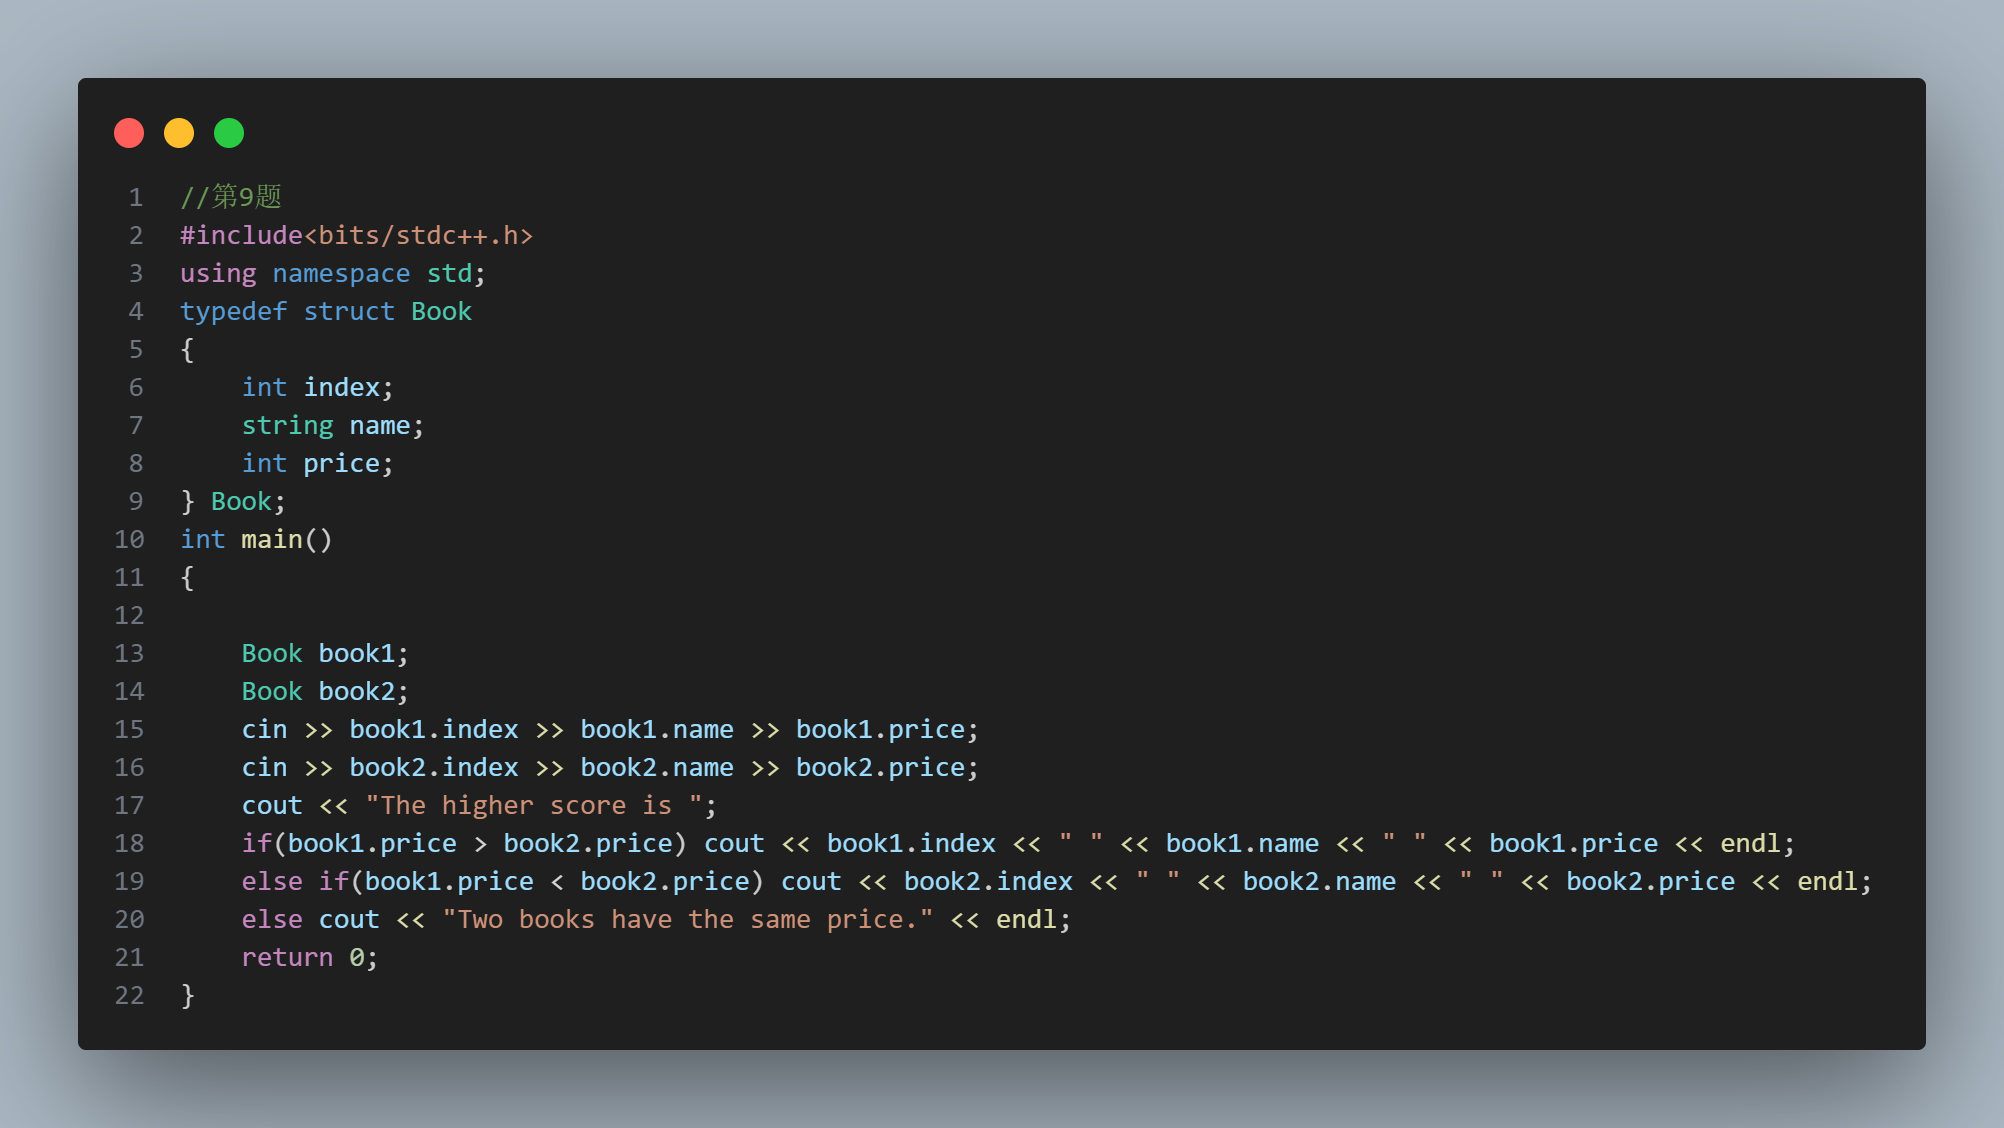 1 //第9题
2 #include<bits/stdc++.h>
3 using namespace std;
4 typedef struct Book
5 {
6     int index;
7     string name;
8     int price;
9 } Book;
10 int main()
11 {
12
13     Book book1;
14     Book book2;
15     cin >> book1.index >> book1.name >> book1.price;
16     cin >> book2.index >> book2.name >> book2.price;
17     cout << "The higher score is ";
18     if(book1.price > book2.price) cout << book1.index << " " << book1.name << " " << book1.price << endl;
19     else if(book1.price < book2.price) cout << book2.index << " " << book2.name << " " << book2.price << endl;
20     else cout << "Two books have the same price." << endl;
21     return 0;
22 }